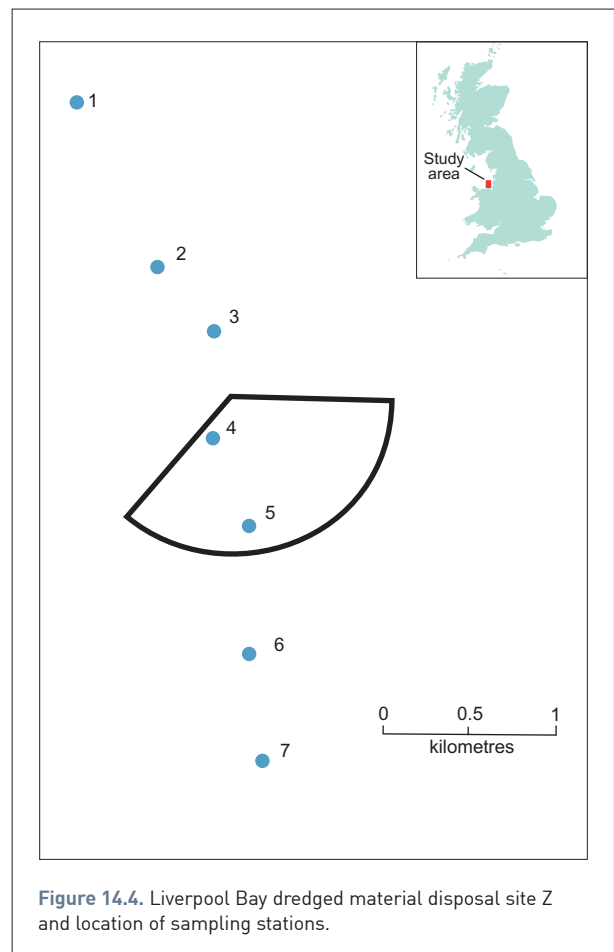 1
Study
area
2
3
4
5
6
0 0.5 1
kilometres
7
Figure 14.4. Liverpool Bay dredged material disposal site Z
and location of sampling stations.